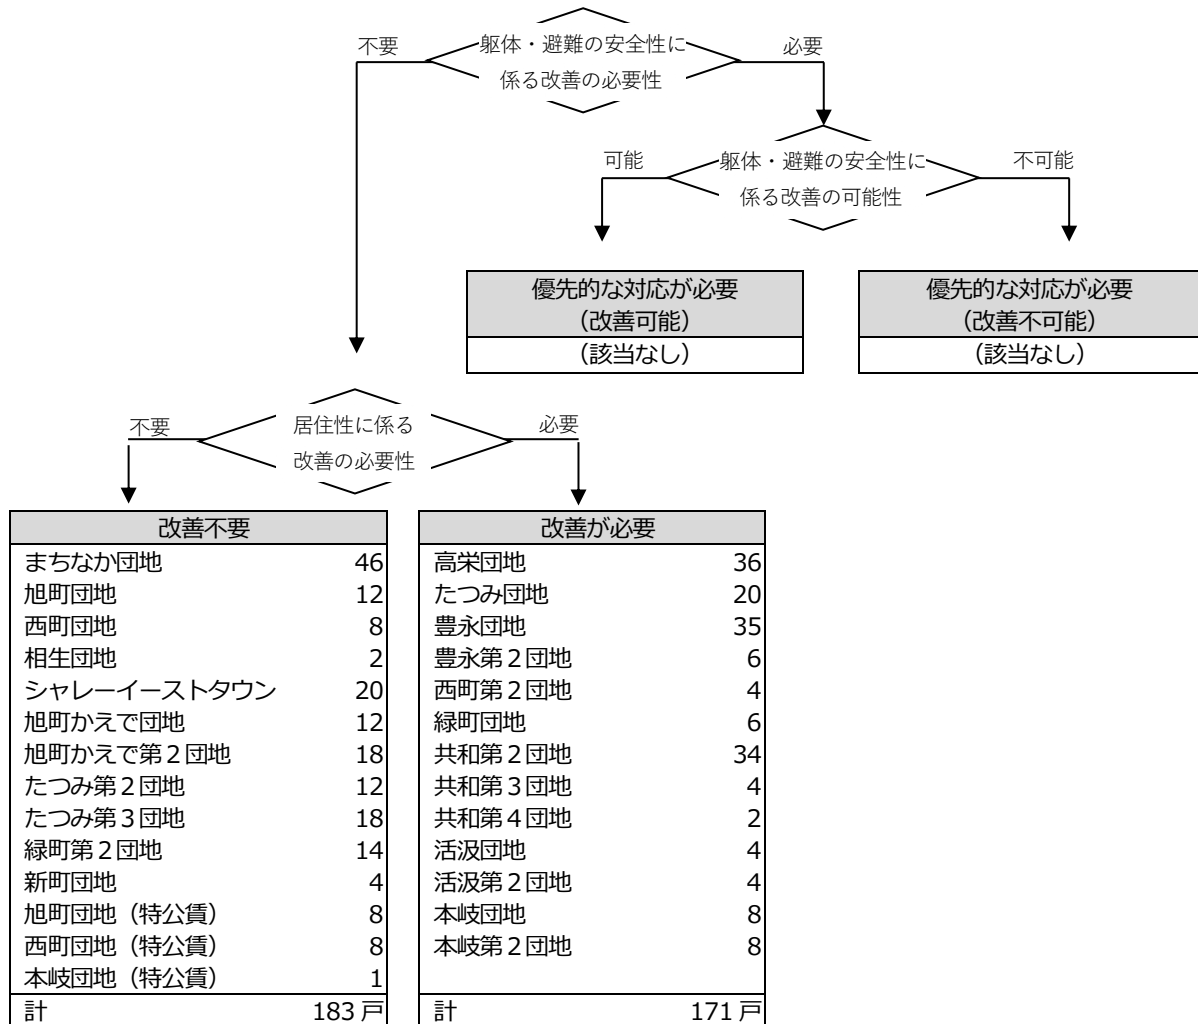 不要
躯体・避難の安全性に
係る改善の必要性
必要
可能
躯体・避難の安全性に
係る改善の可能性
不可能
優先的な対応が必要
（改善可能）
（該当なし）
優先的な対応が必要
（改善不可能）
（該当なし）
不要
居住性に係る
改善の必要性
必要
改善不要
まちなか団地 46
旭町団地 12
西町団地 8
相生団地 2
シャレーイーストタウン 20
旭町かえで団地 12
旭町かえで第２団地 18
たつみ第２団地 12
たつみ第３団地 18
緑町第２団地 14
新町団地 4
旭町団地（特公賃） 8
西町団地（特公賃） 8
本岐団地（特公賃） 1
計 183 戸
改善が必要
高栄団地 36
たつみ団地 20
豊永団地 35
豊永第２団地 6
西町第２団地 4
緑町団地 6
共和第２団地 34
共和第３団地 4
共和第４団地 2
活汲団地 4
活汲第２団地 4
本岐団地 8
本岐第２団地 8
計 171 戸